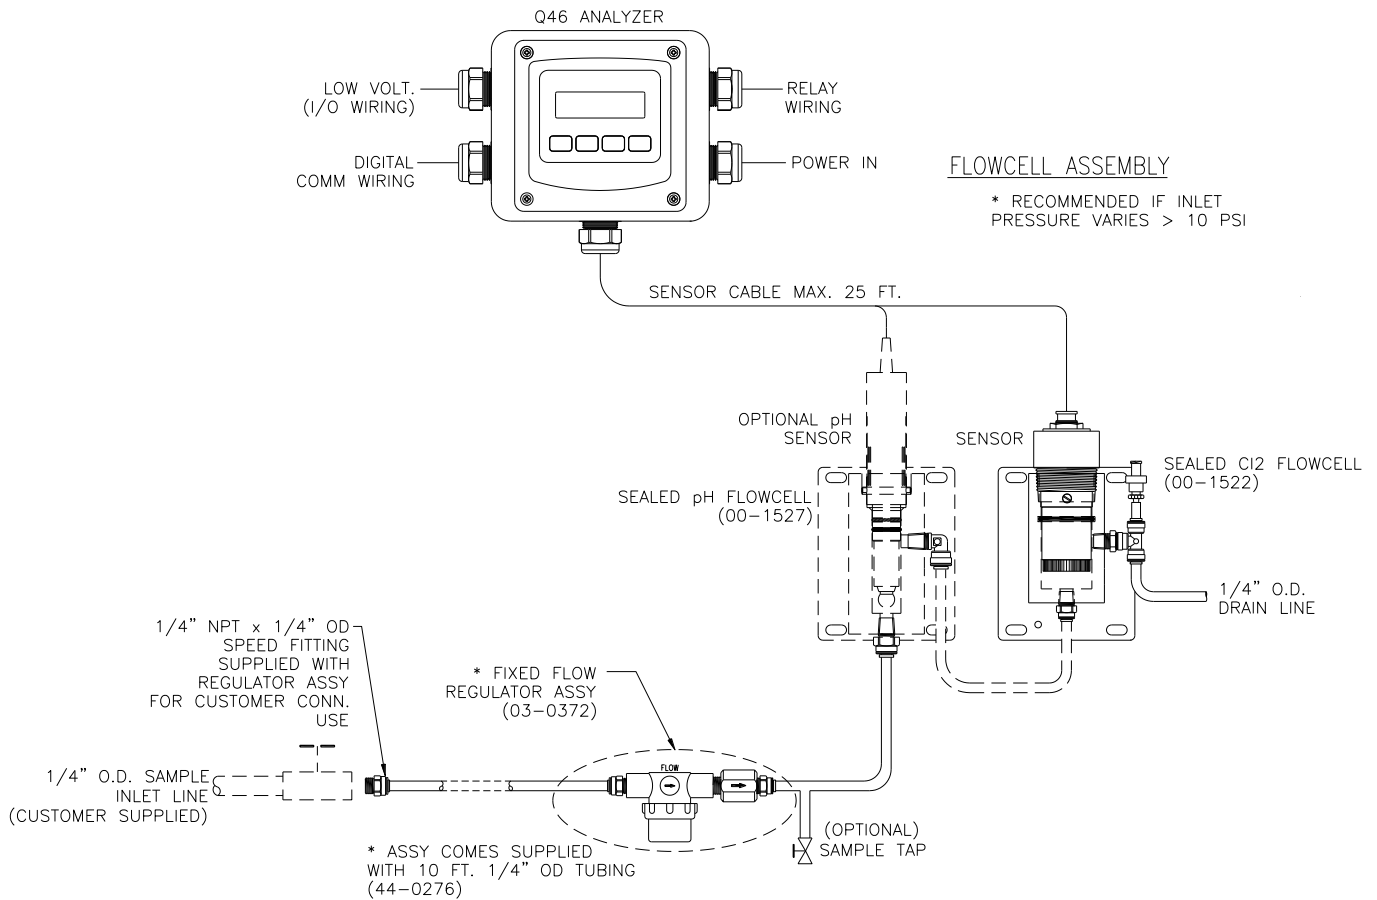 Q46 ANALYZER
LOW VOLT.
(I/O WIRING)
RELAY
WIRING
DIGITAL
COMM WIRING
POWER IN
FLOWCELL ASSEMBLY
* RECOMMENDED IF INLET
PRESSURE VARIES > 10 PSI
SENSOR CABLE MAX. 25 FT.
OPTIONAL pH
SENSOR
SENSOR
SEALED Cl2 FLOWCELL
(00-1522)
SEALED pH FLOWCELL
(00-1527)
1/4" O.D.
DRAIN LINE
1/4" NPT x 1/4" OD
SPEED FITTING
SUPPLIED WITH
REGULATOR ASSY
FOR CUSTOMER CONN.
USE
* FIXED FLOW
REGULATOR ASSY
(03-0372)
FLOW
1/4" O.D. SAMPLE
INLET LINE
(CUSTOMER SUPPLIED)
(OPTIONAL)
SAMPLE TAP
* ASSY COMES SUPPLIED
WITH 10 FT. 1/4" OD TUBING
(44-0276)